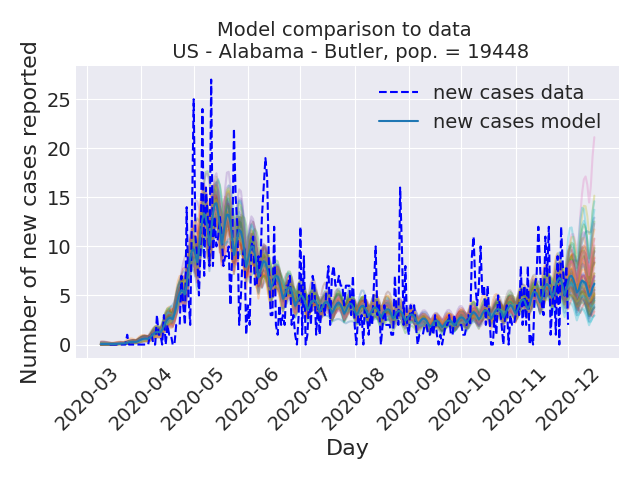 Model comparison to data
US - Alabama - Butler, pop. = 19448
Number of new cases reported
25
20
15
10
5
0
new cases data
new cases model
2020-03
2020-04
2020-05
2020-06
2020-07
2020-08
2020-09
2020-10
2020-11
2020-12
Day